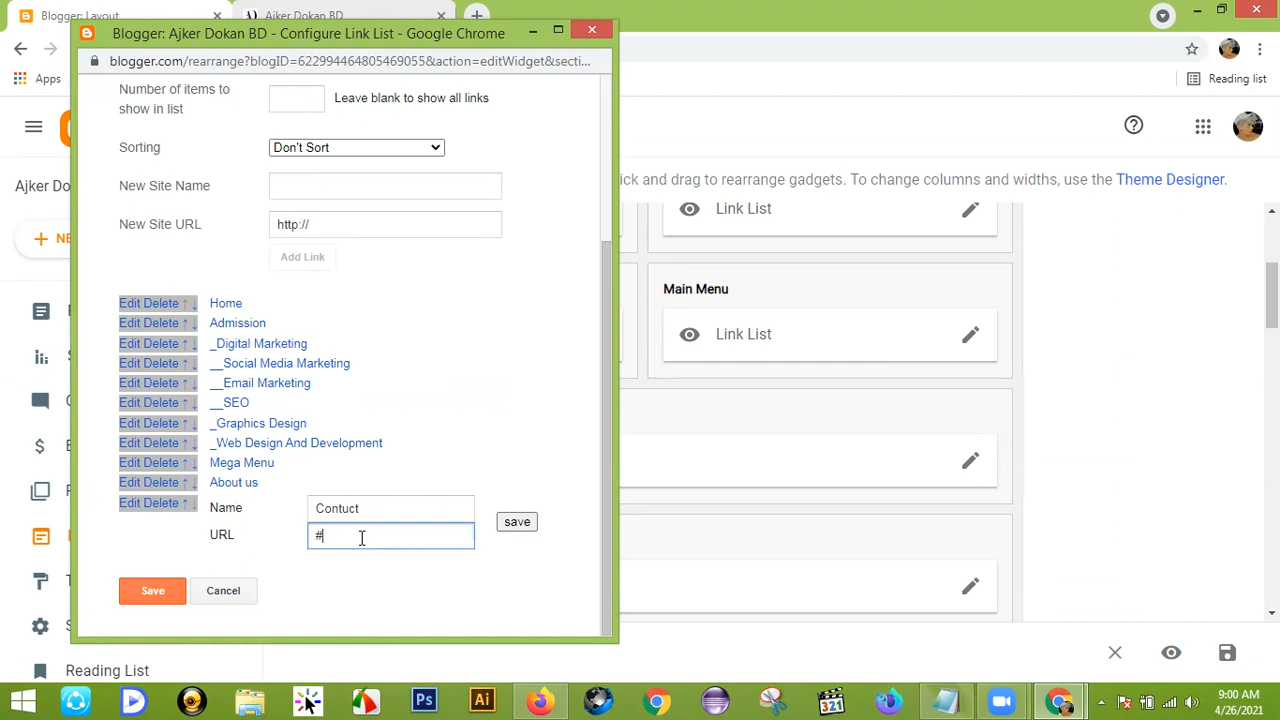 Blogger: Layout
Ajker Dokan BD
Blogger: Ajker Dokan BD - Configure Link List - Google Chrome
blogger.com/rearrange?blogID=622994464805469055&action=editWidget&secti...
Apps
Reading list
Number of items to
show in list
Leave blank to show all links
Sorting
Don't Sort
New Site Name
New Site URL
http://
Add Link
Edit Delete ↑ ↓ Home
Edit Delete ↑ ↓ Admission
Edit Delete ↑ ↓ _Digital Marketing
Edit Delete ↑ ↓ __Social Media Marketing
Edit Delete ↑ ↓ __Email Marketing
Edit Delete ↑ ↓ __SEO
Edit Delete ↑ ↓ _Graphics Design
Edit Delete ↑ ↓ _Web Design And Development
Edit Delete ↑ ↓ Mega Menu
Edit Delete ↑ ↓ About us
Edit Delete ↑ ↓ Name Contuct
save
URL #
Save
Cancel
Ajker Do
NE
ick and drag to rearrange gadgets. To change columns and widths, use the Theme Designer.
Link List
Main Menu
Link List
Reading List
Ps
Ai
321
9:00 AM
4/26/2021